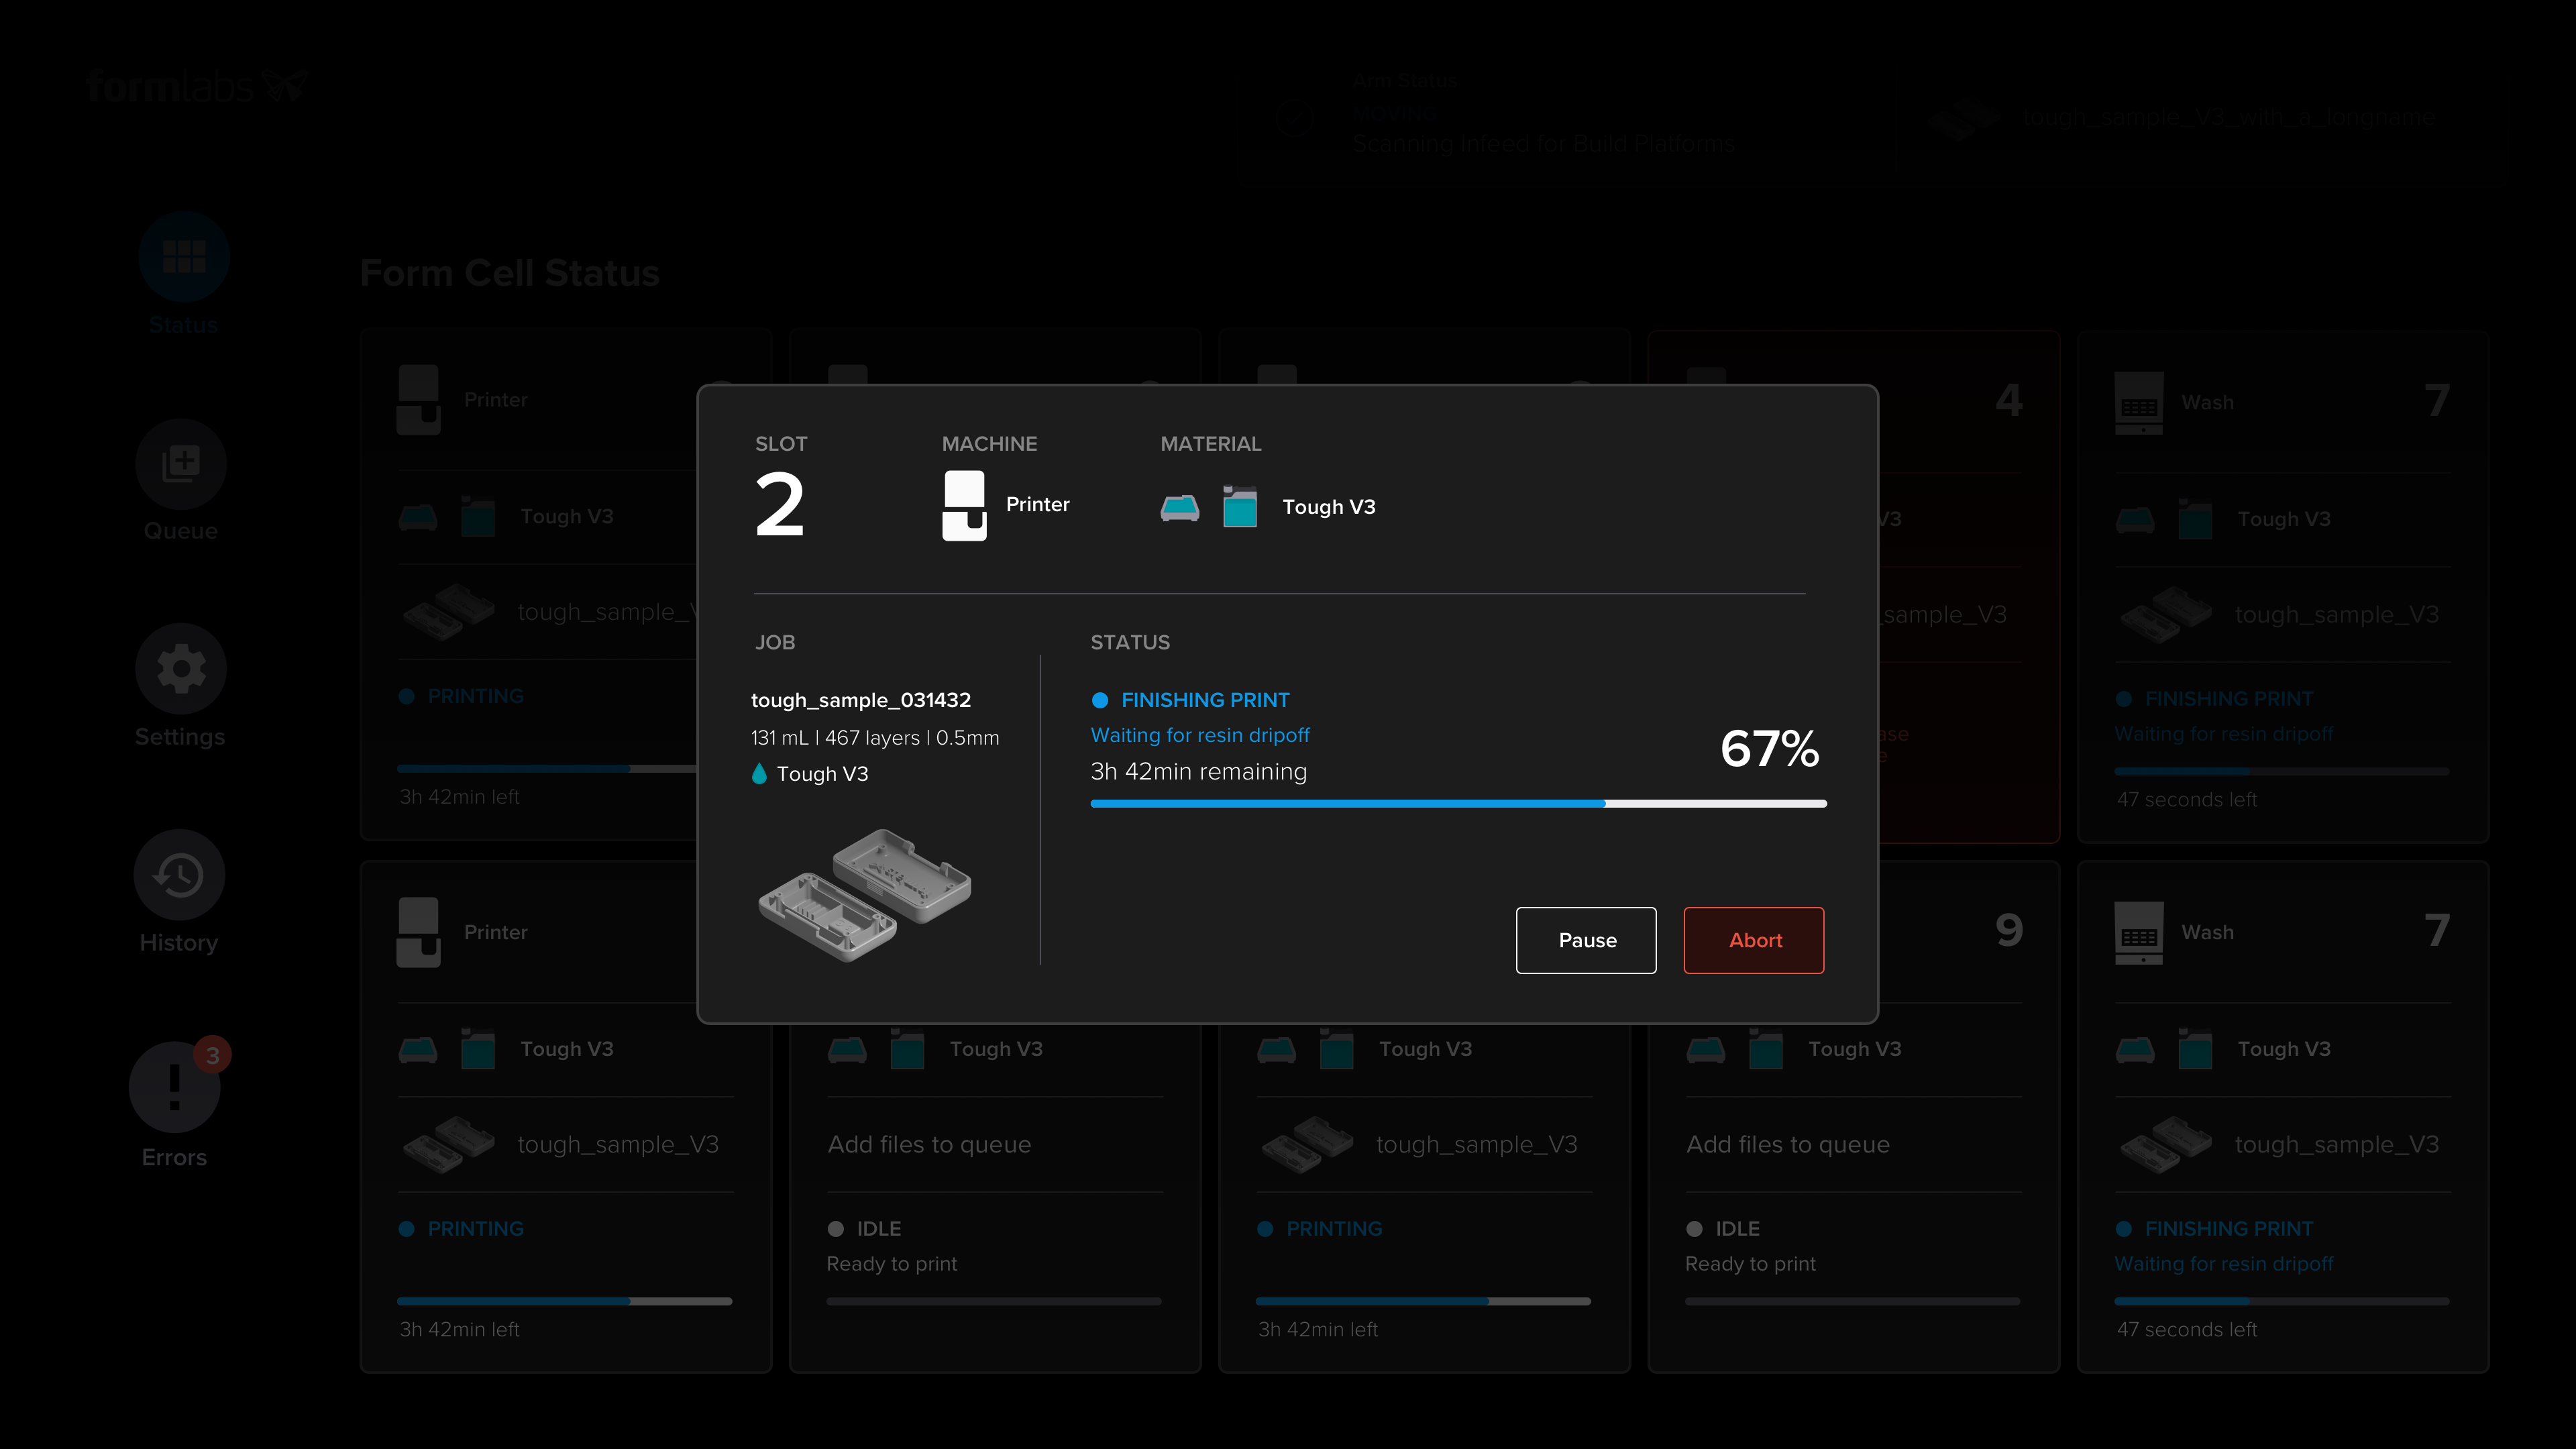 formlabs
Arm Status
MOVING
Scanning Infeed for Build Platforms
tough_sample_V3_with_a_longname
Status
Queue
Settings
History
3
Errors
Form Cell Status
Printer
Tough V3
tough_sample_V
PRINTING
3h 42min left
4
V3
_sample_V3
Wash
7
Tough V3
tough_sample_V3
FINISHING PRINT
Waiting for resin dripoff
47 seconds left
SLOT
2
MACHINE
Printer
MATERIAL
Tough V3
JOB
tough_sample_031432
131 mL | 467 layers | 0.5mm
Tough V3
STATUS
FINISHING PRINT
Waiting for resin dripoff
3h 42min remaining
67%
Pause
Abort
Printer
Tough V3
tough_sample_V3
PRINTING
3h 42min left
Tough V3
Add files to queue
IDLE
Ready to print
Tough V3
tough_sample_V3
PRINTING
3h 42min left
9
Tough V3
Add files to queue
IDLE
Ready to print
Wash
7
Tough V3
tough_sample_V3
FINISHING PRINT
Waiting for resin dripoff
47 seconds left